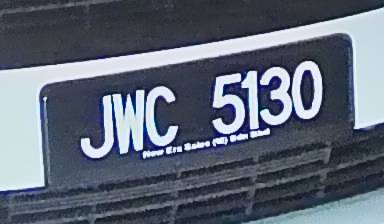 JWC 5130
New Era Sales (M) Sdn Bhd